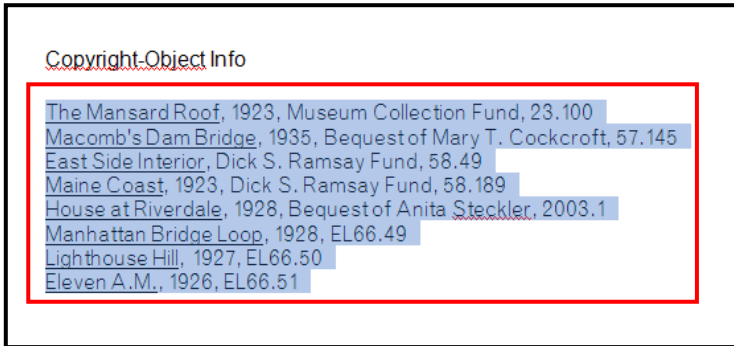 Copyright-Object Info
The Mansard Roof, 1923, Museum Collection Fund, 23.100
Macomb's Dam Bridge, 1935, Bequest of Mary T. Cockcroft, 57.145
East Side Interior, Dick S. Ramsay Fund, 58.49
Maine Coast, 1923, Dick S. Ramsay Fund, 58.189
House at Riverdale, 1928, Bequest of Anita Steckler, 2003.1
Manhattan Bridge Loop, 1928, EL66.49
Lighthouse Hill, 1927, EL66.50
Eleven A.M., 1926, EL66.51